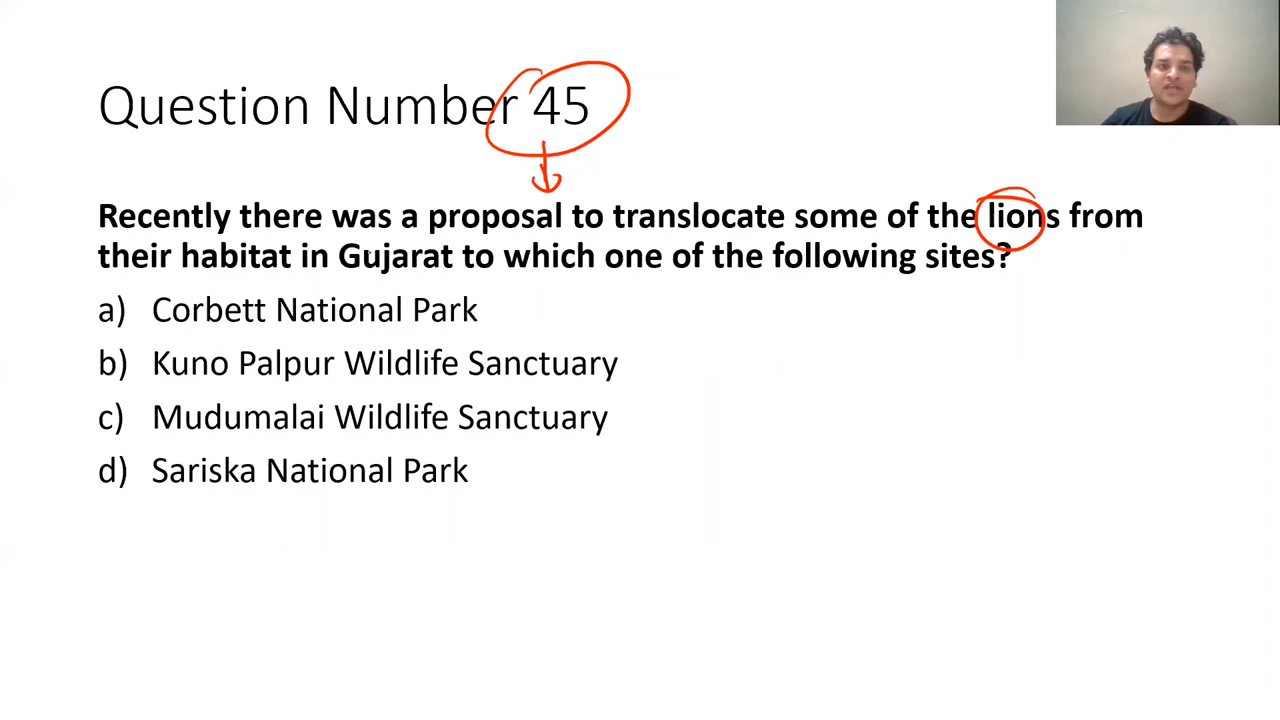 Question Number 45
Recently there was a proposal to translocate some of the lions from
their habitat in Gujarat to which one of the following sites?
a) Corbett National Park
b) Kuno Palpur Wildlife Sanctuary
c) Mudumalai Wildlife Sanctuary
d) Sariska National Park